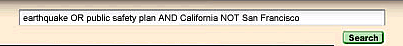 earthquake OR public safety plan AND California NOT San Francisco
Search